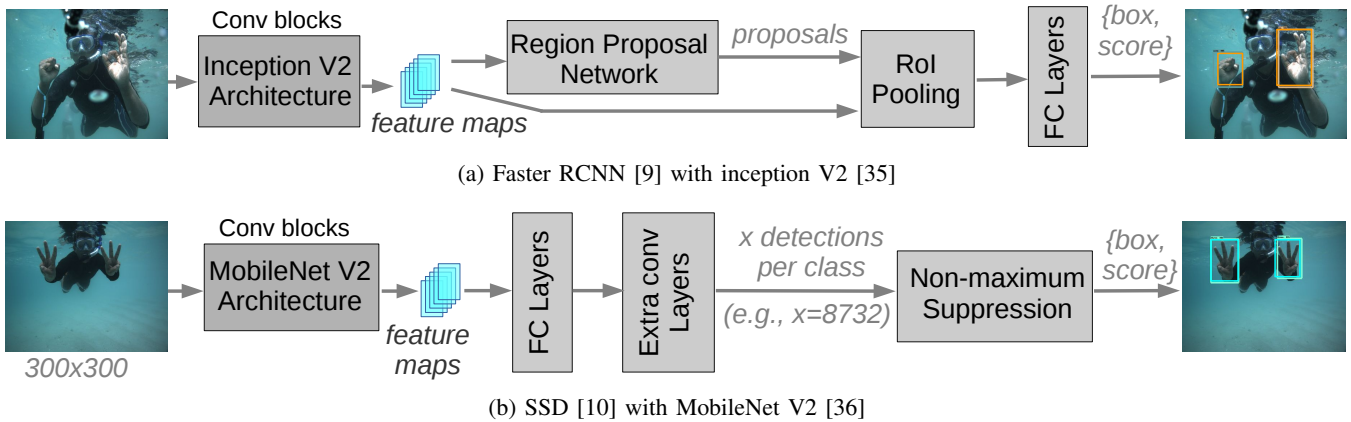 Conv blocks
Inception V2
Architecture
feature maps
Region Proposal
Network
proposals
RoI
Pooling
FC Layers
{box,
score}
(a) Faster RCNN [9] with inception V2 [35]
300x300
Conv blocks
MobileNet V2
Architecture
feature
maps
FC Layers
Extra conv
Layers
x detections
per class
(e.g., x=8732)
Non-maximum
Suppression
{box,
score}
(b) SSD [10] with MobileNet V2 [36]